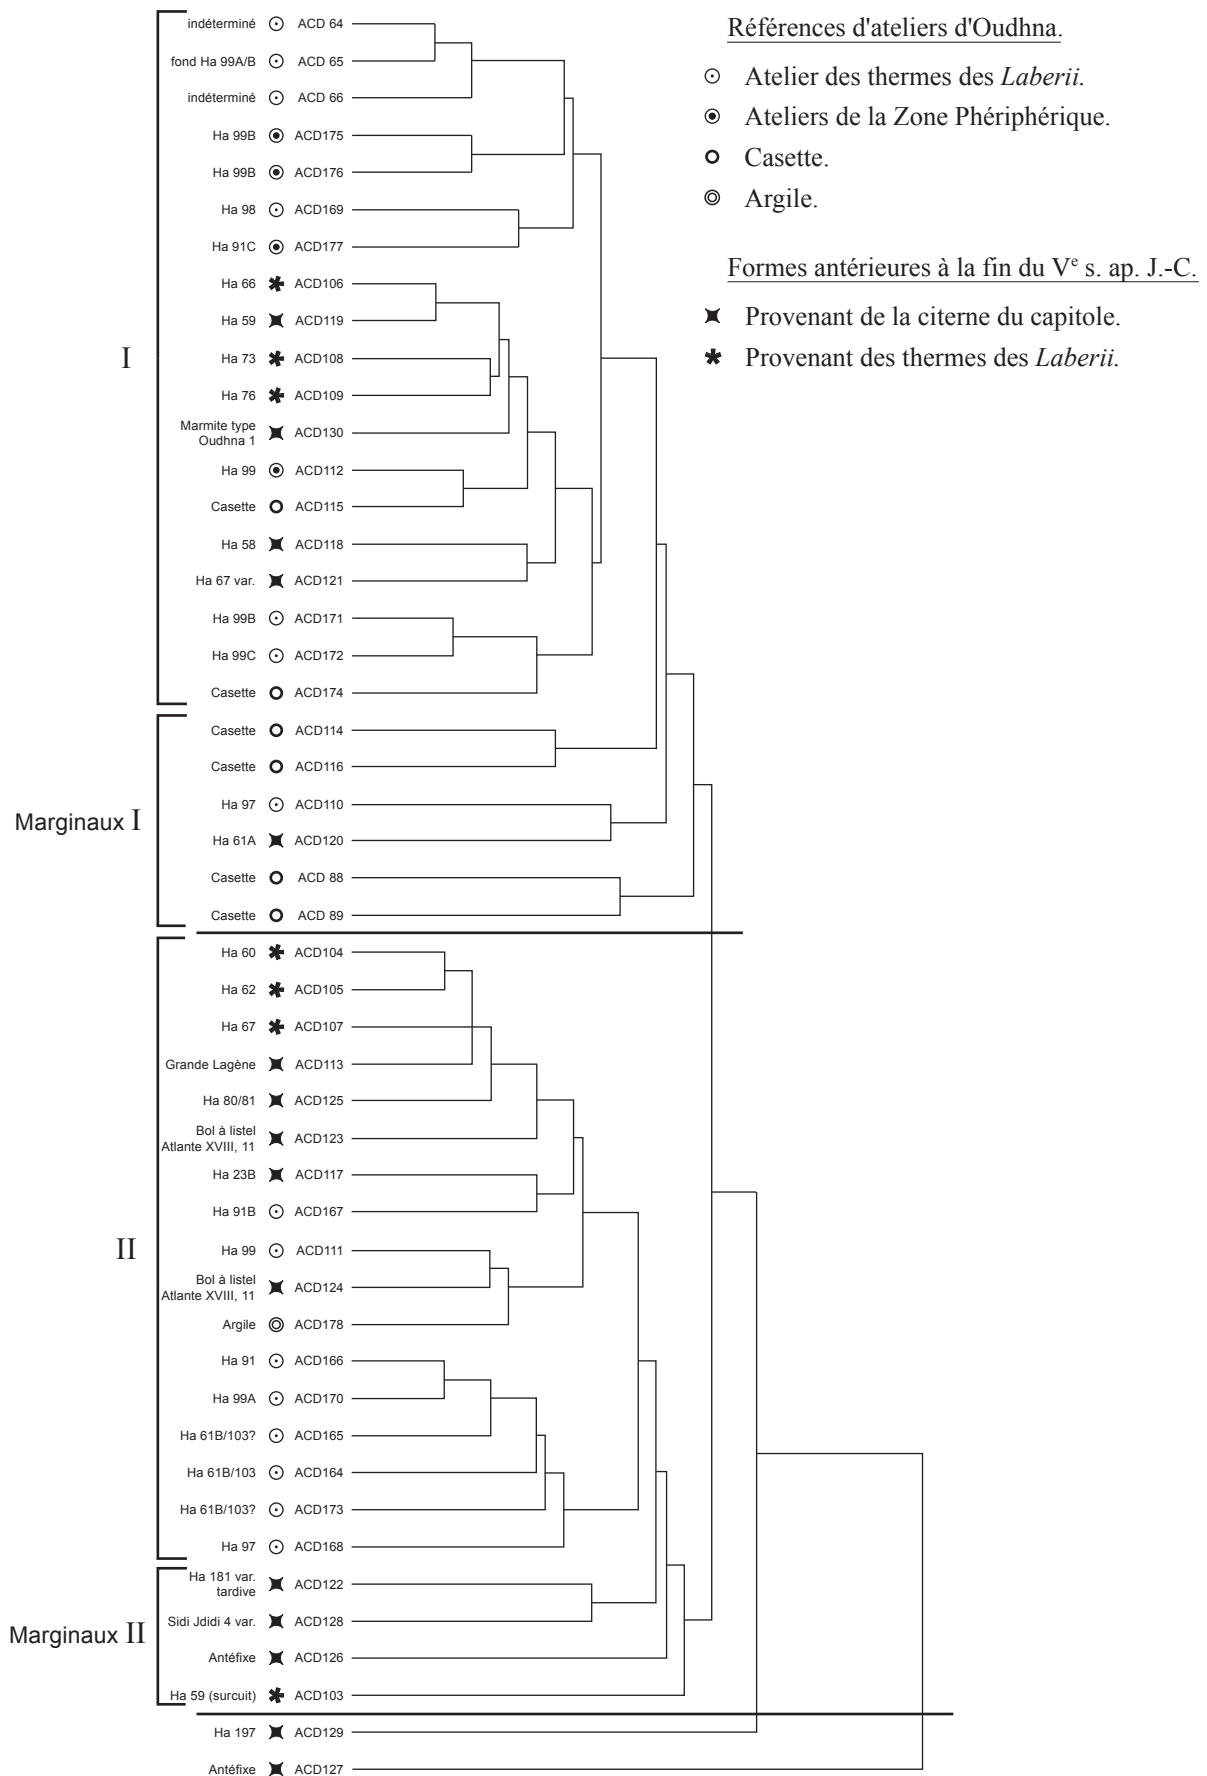 Références d'ateliers d'Oudhna.
Atelier des thermes des Laberii.
Ateliers de la Zone Phériphérique.
Casette.
Argile.
Formes antérieures à la fin du Ve s. ap. J.-C.
Provenant de la citerne du capitole.
Provenant des thermes des Laberii.
I
indéterminé ACD 64
fond Ha 99A/B ACD 65
indéterminé ACD 66
Ha 99B ACD175
Ha 99B ACD176
Ha 98 ACD169
Ha 91C ACD177
Ha 66 ACD106
Ha 59 ACD119
Ha 73 ACD108
Ha 76 ACD109
Marmite type
Oudhna 1 ACD130
Ha 99 ACD112
Casette ACD115
Ha 58 ACD118
Ha 67 var. ACD121
Ha 99B ACD171
Ha 99C ACD172
Casette ACD174
Marginaux I
Casette ACD114
Casette ACD116
Ha 97 ACD110
Ha 61A ACD120
Casette ACD 88
Casette ACD 89
II
Ha 60 ACD104
Ha 62 ACD105
Ha 67 ACD107
Grande Lagène ACD113
Ha 80/81 ACD125
Bol à listel
Atlante XVIII, 11 ACD123
Ha 23B ACD117
Ha 91B ACD167
Ha 99 ACD111
Bol à listel
Atlante XVIII, 11 ACD124
Argile ACD178
Ha 91 ACD166
Ha 99A ACD170
Ha 61B/103? ACD165
Ha 61B/103 ACD164
Ha 61B/103? ACD173
Ha 97 ACD168
Marginaux II
Ha 181 var.
tardive ACD122
Sidi Jdidi 4 var. ACD128
Antéfixe ACD126
Ha 59 (surcuit) ACD103
Ha 197 ACD129
Antéfixe ACD127